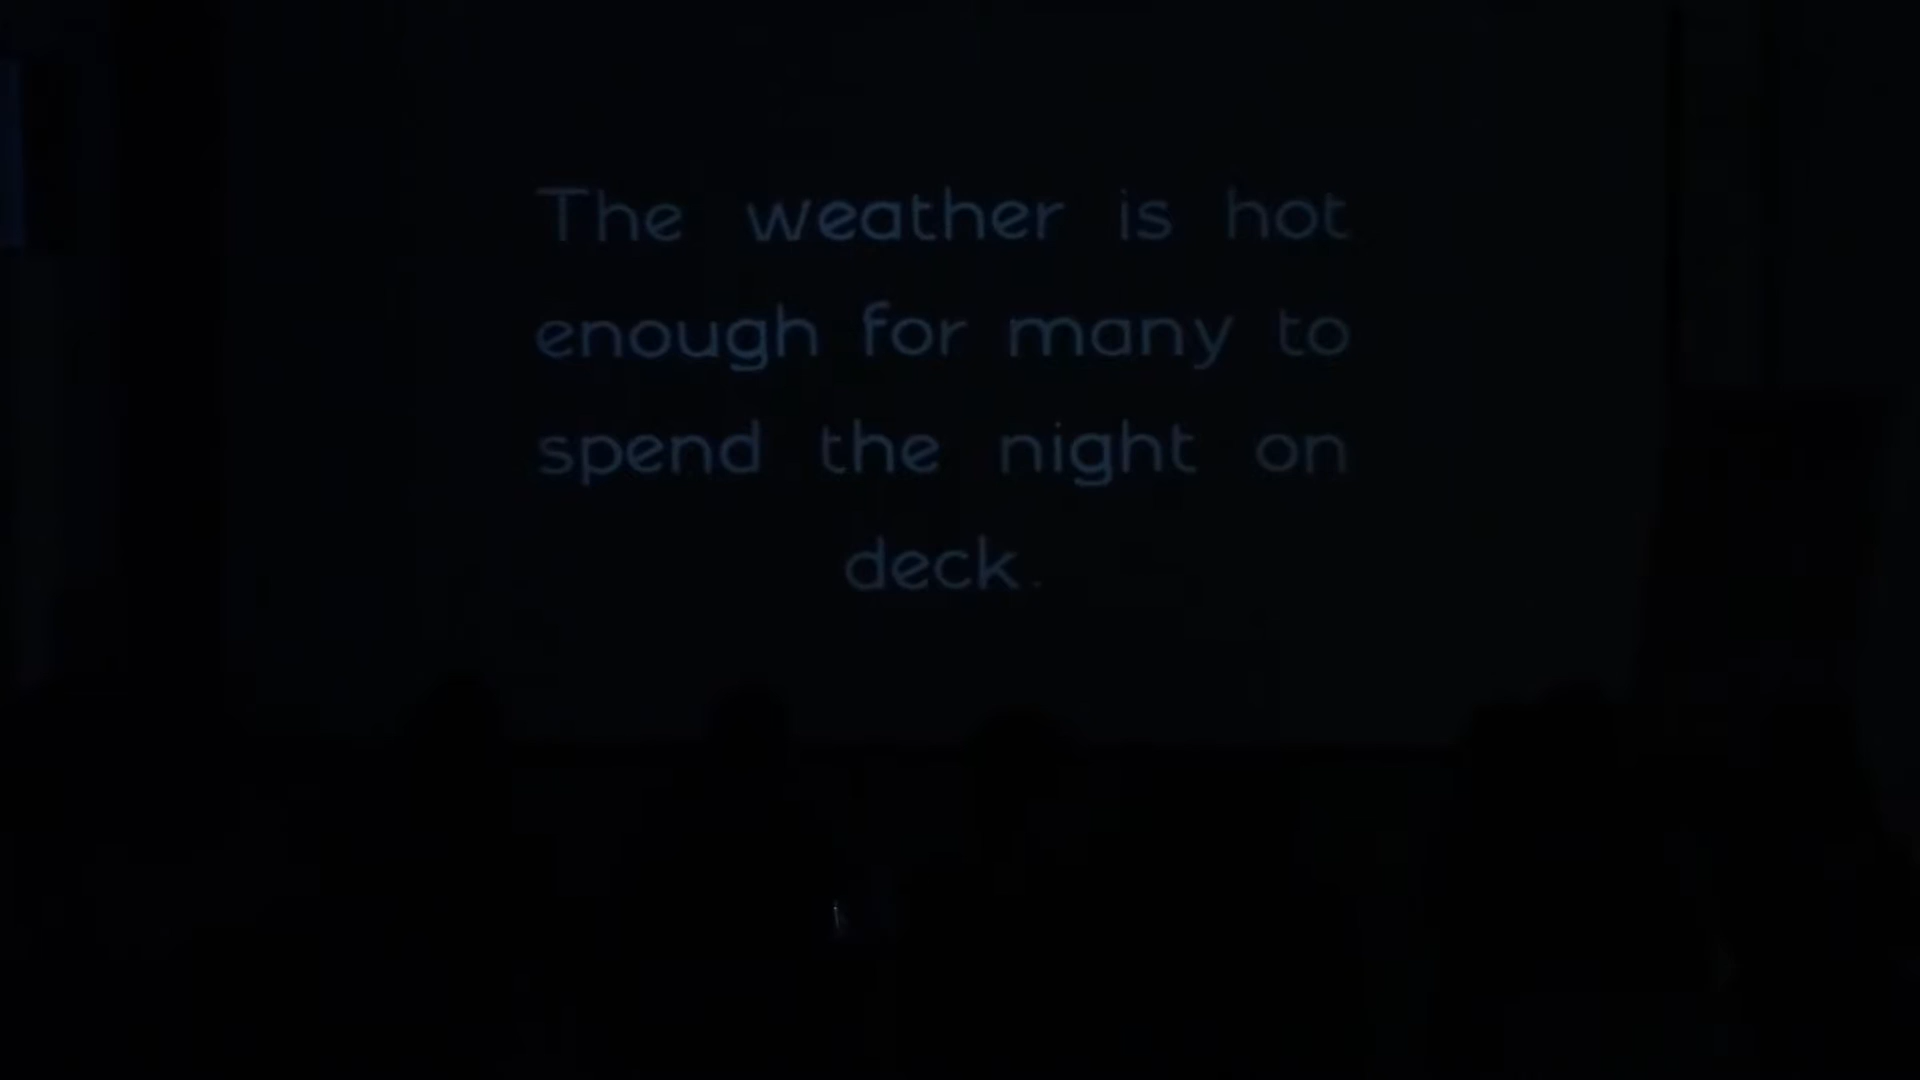 The weather is hot
enough for many to
spend the night on
deck.